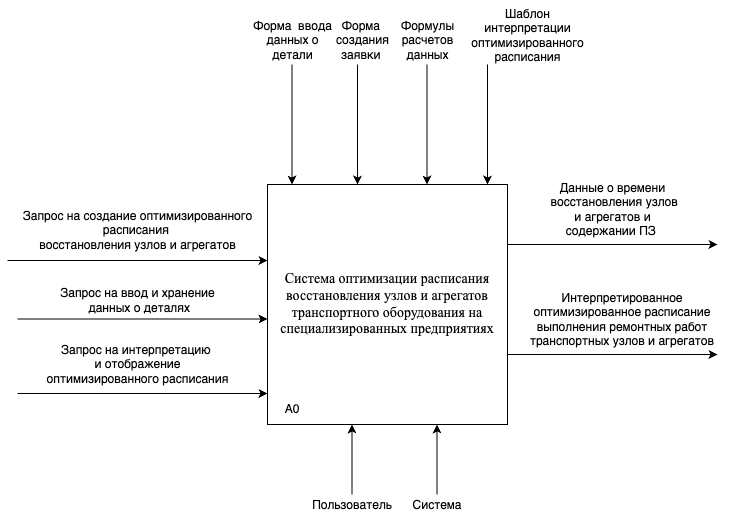 Форма ввода
данных о
детали
Форма
создания
заявки
Формулы
расчетов
данных
Шаблон
интерпретации
оптимизированного
расписания
Запрос на создание оптимизированного
расписания
восстановления узлов и агрегатов
Запрос на ввод и хранение
данных о деталях
Запрос на интерпретацию
и отображение
оптимизированного расписания
Система оптимизации расписания
восстановления узлов и агрегатов
транспортного оборудования на
специализированных предприятиях
А0
Данные о времени
восстановления узлов
и агрегатов и
содержании ПЗ
Интерпретированное
оптимизированное расписание
выполнения ремонтных работ
транспортных узлов и агрегатов
Пользователь
Система